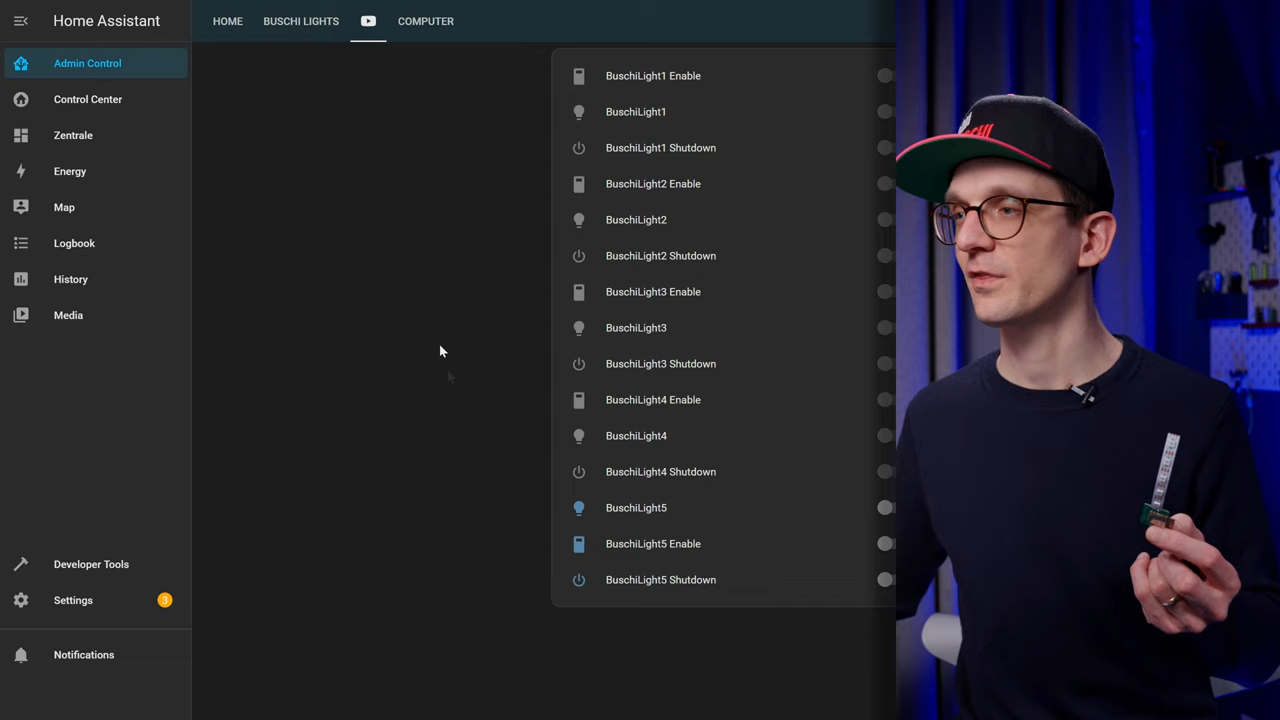 Home Assistant
HOME BUSCHI LIGHTS COMPUTER
Admin Control
Control Center
Zentrale
Energy
Map
Logbook
History
Media
Developer Tools
Settings 3
Notifications
BuschiLight1 Enable
BuschiLight1
BuschiLight1 Shutdown
BuschiLight2 Enable
BuschiLight2
BuschiLight2 Shutdown
BuschiLight3 Enable
BuschiLight3
BuschiLight3 Shutdown
BuschiLight4 Enable
BuschiLight4
BuschiLight4 Shutdown
BuschiLight5
BuschiLight5 Enable
BuschiLight5 Shutdown